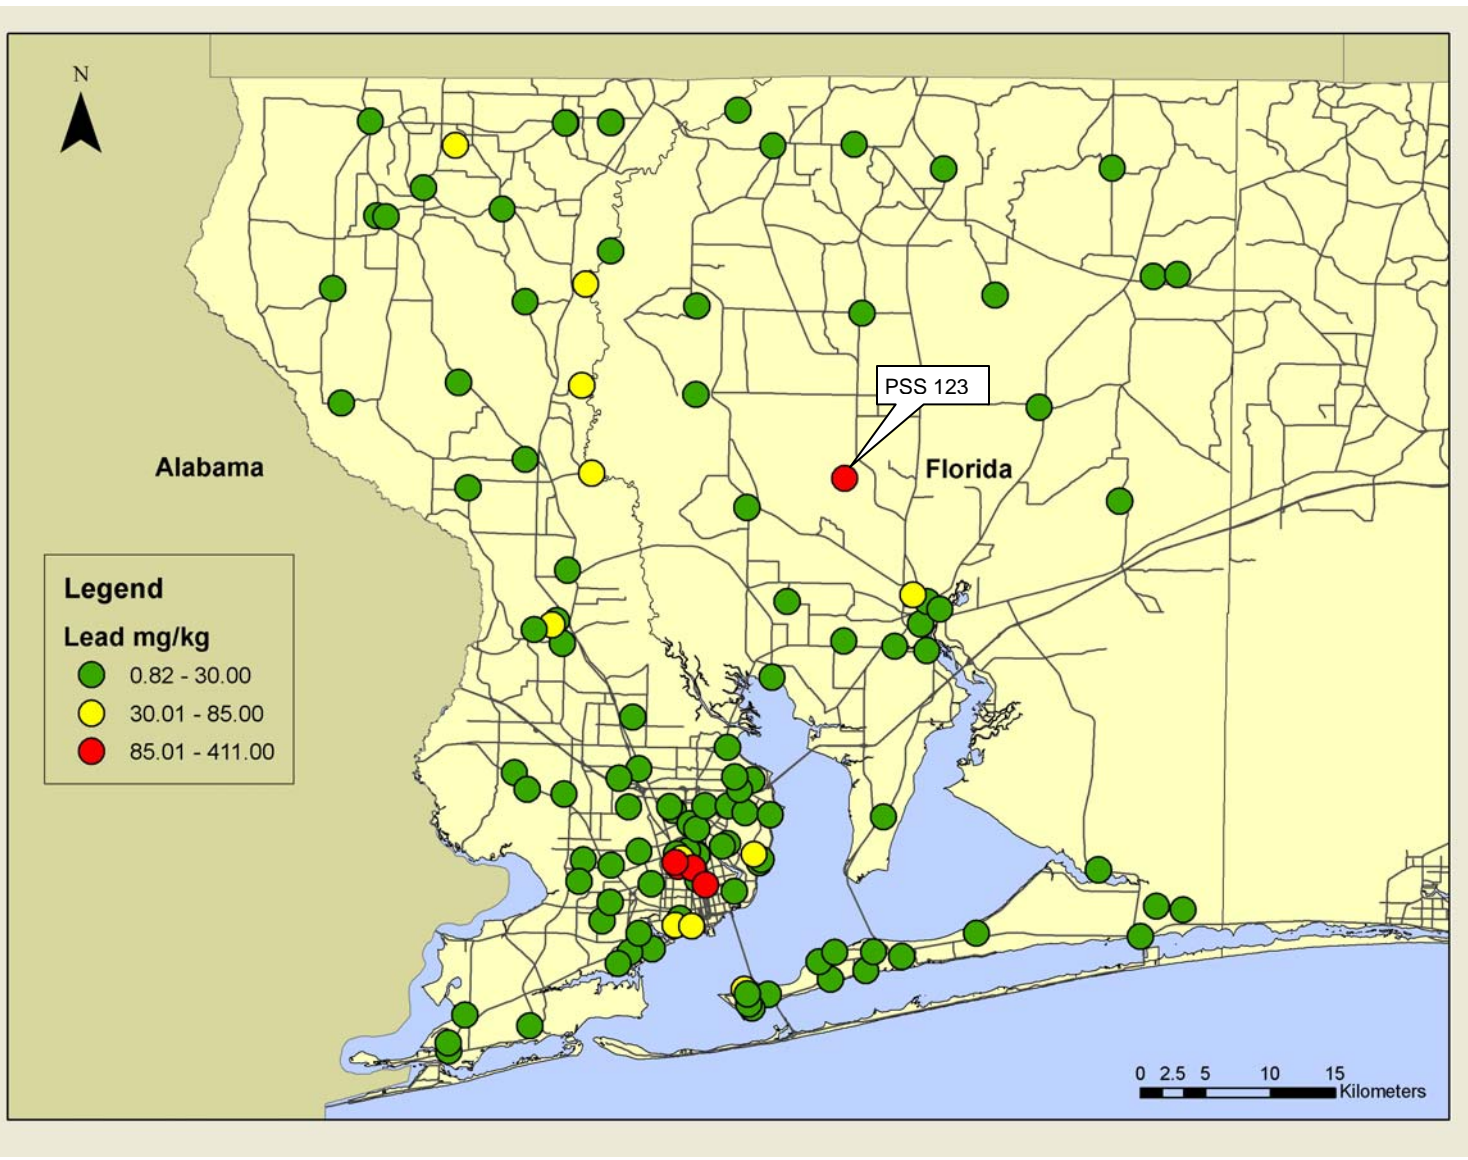 N
PSS 123
Alabama
Florida
Legend
Lead mg/kg
0.82 - 30.00
30.01 - 85.00
85.01 - 411.00
0 2.5 5 10 15
Kilometers